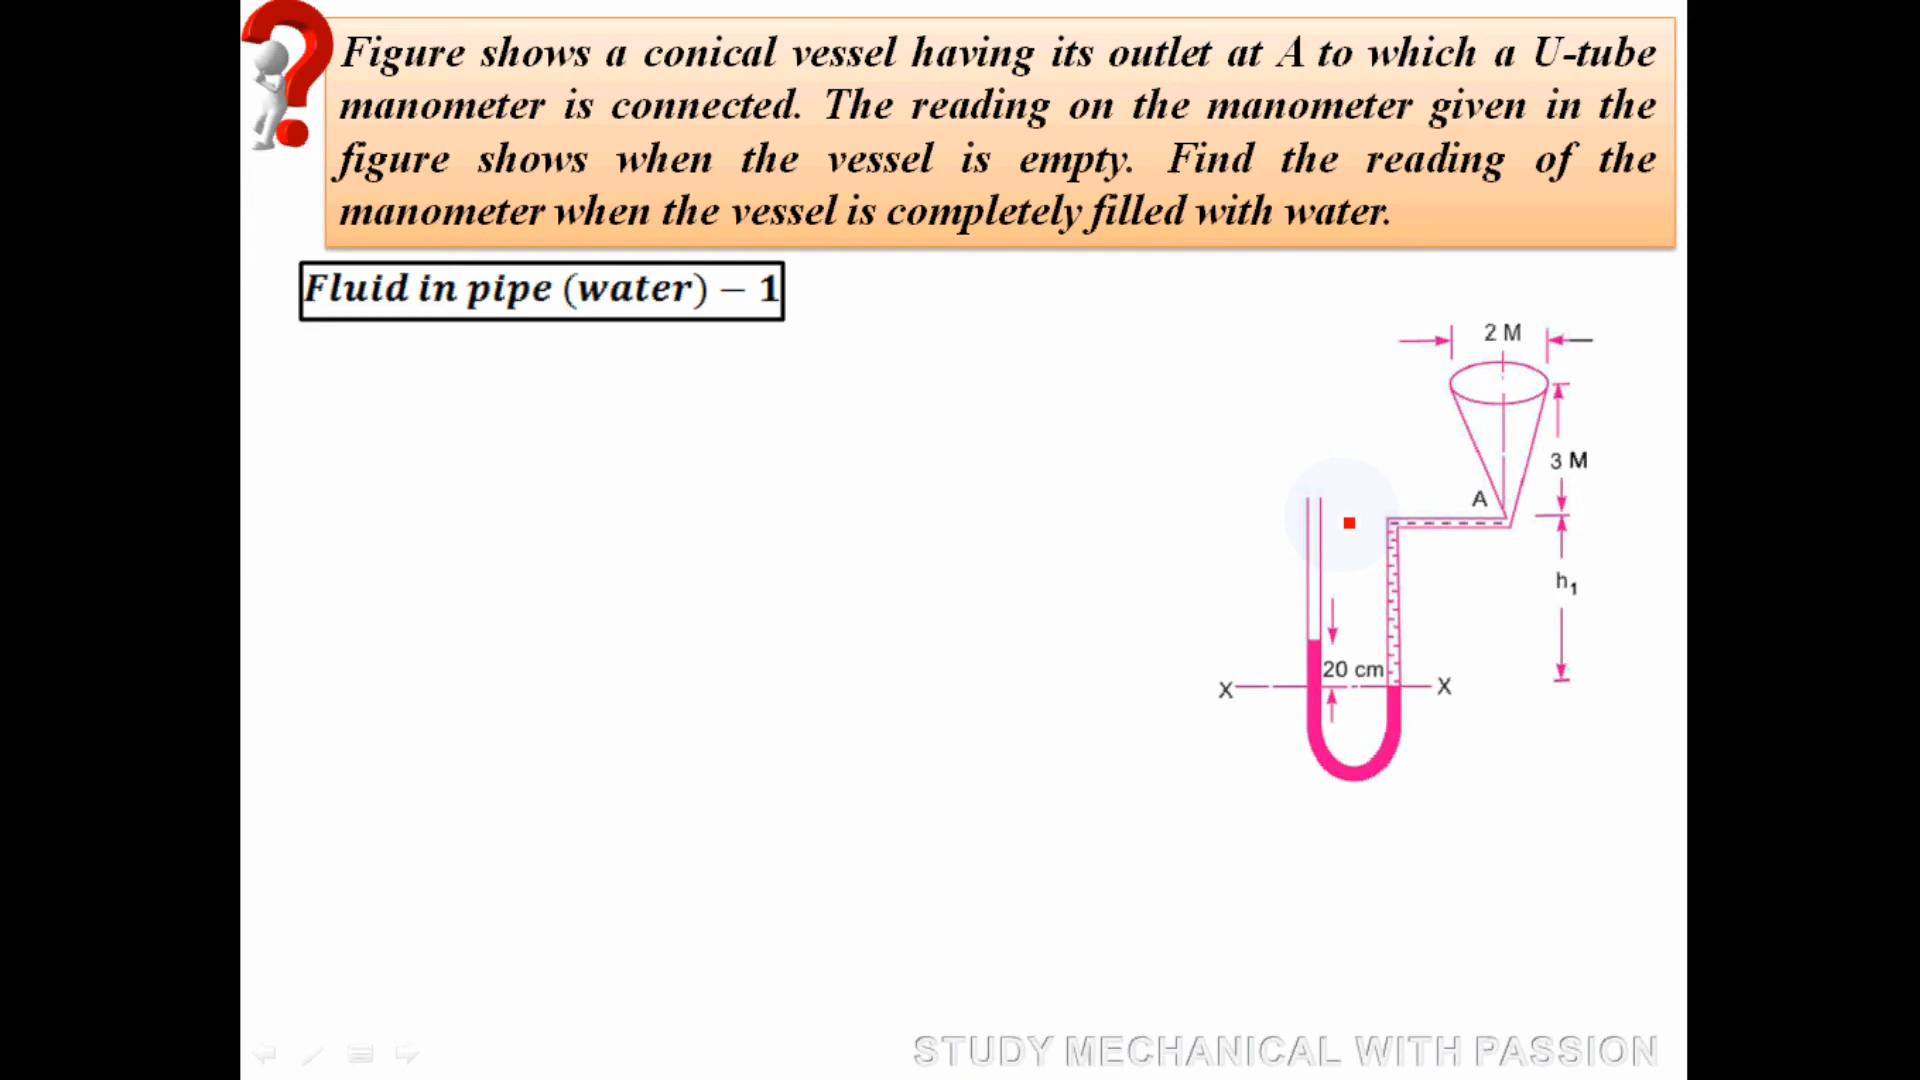 Figure shows a conical vessel having its outlet at A to which a U-tube
manometer is connected. The reading on the manometer given in the
figure shows when the vessel is empty. Find the reading of the
manometer when the vessel is completely filled with water.
Fluid in pipe (water) − 1
2 M
3 M
A
h₁
20 cm
X
X
STUDY MECHANICAL WITH PASSION